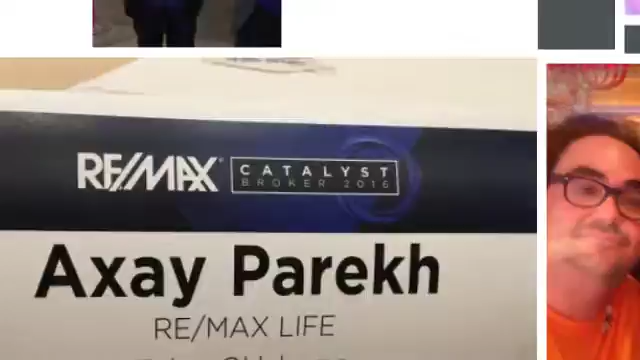 RE/MAX
CATALYST
BROKER 2016
Axay Parekh
RE/MAX LIFE